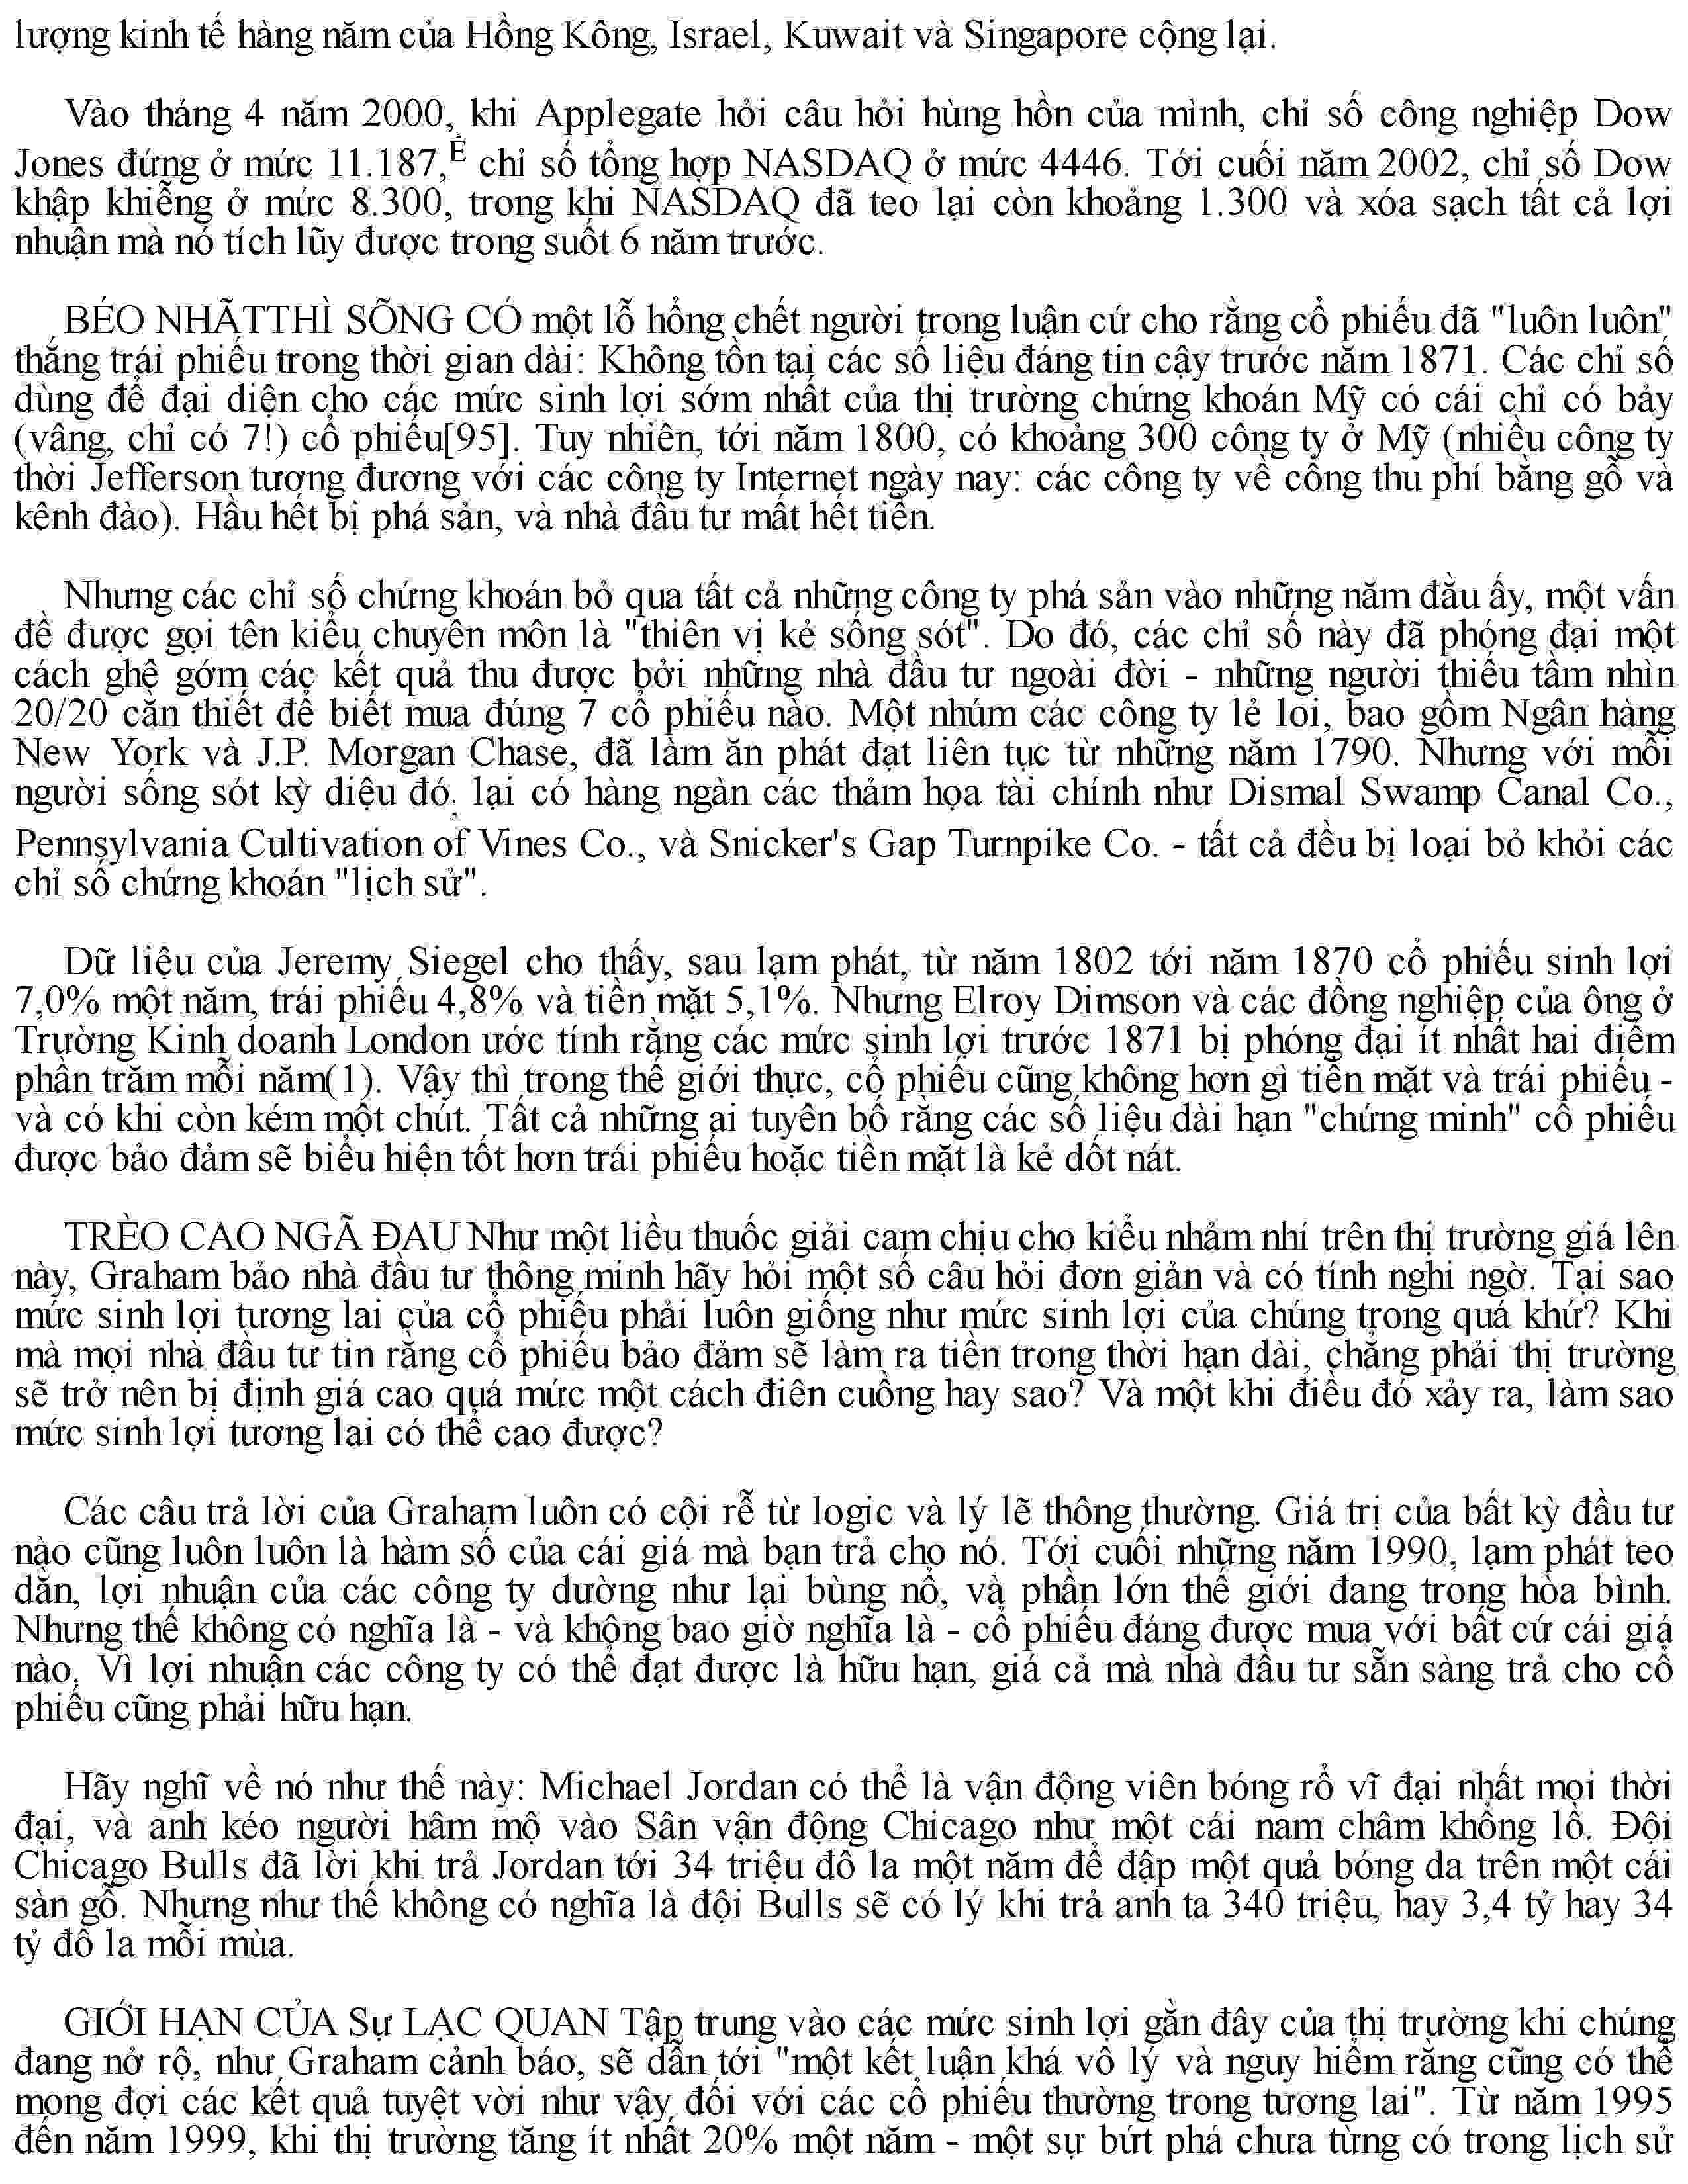 lượng kinh tế hàng năm của Hồng Kông, Israel, Kuwait và Singapore cộng lại.
Vào tháng 4 năm 2000, khi Applegate hỏi câu hỏi hùng hồn của mình, chỉ số công nghiệp Dow
Jones đứng ở mức 11.187,È chỉ số tổng hợp NASDAQ ở mức 4446. Tới cuối năm 2002, chỉ số Dow
khập khiễng ở mức 8.300, trong khi NASDAQ đã teo lại còn khoảng 1.300 và xóa sạch tất cả lợi
nhuận mà nó tích lũy được trong suốt 6 năm trước.
BÉO NHẤTTHÌ SỐNG CÓ một lỗ hổng chết người trong luận cứ cho rằng cổ phiếu đã "luôn luôn"
thắng trái phiếu trong thời gian dài: Không tồn tại các số liệu đáng tin cậy trước năm 1871. Các chỉ số
dùng để đại diện cho các mức sinh lợi sớm nhất của thị trường chứng khoán Mỹ có cái chỉ có bảy
(vâng, chỉ có 7!) cổ phiếu[95]. Tuy nhiên, tới năm 1800, có khoảng 300 công ty ở Mỹ (nhiều công ty
thời Jefferson tương đương với các công ty Internet ngày nay: các công ty về cổng thu phí bằng gỗ và
kênh đào). Hầu hết bị phá sản, và nhà đầu tư mất hết tiền.
Nhưng các chỉ số chứng khoán bỏ qua tất cả những công ty phá sản vào những năm đầu ấy, một vấn
đề được gọi tên kiểu chuyên môn là "thiên vị kẻ sống sót". Do đó, các chỉ số này đã phóng đại một
cách ghê gớm các kết quả thu được bởi những nhà đầu tư ngoài đời - những người thiếu tầm nhìn
20/20 cần thiết để biết mua đúng 7 cổ phiếu nào. Một nhúm các công ty lẻ loi, bao gồm Ngân hàng
New York và J.P. Morgan Chase, đã làm ăn phát đạt liên tục từ những năm 1790. Nhưng với mỗi
người sống sót kỳ diệu đó, lại có hàng ngàn các thảm họa tài chính như Dismal Swamp Canal Co.,
Pennsylvania Cultivation of Vines Co., và Snicker's Gap Turnpike Co. - tất cả đều bị loại bỏ khỏi các
chỉ số chứng khoán "lịch sử".
Dữ liệu của Jeremy Siegel cho thấy, sau lạm phát, từ năm 1802 tới năm 1870 cổ phiếu sinh lợi
7,0% một năm, trái phiếu 4,8% và tiền mặt 5,1%. Nhưng Elroy Dimson và các đồng nghiệp của ông ở
Trường Kinh doanh London ước tính rằng các mức sinh lợi trước 1871 bị phóng đại ít nhất hai điểm
phần trăm mỗi năm(1). Vậy thì trong thế giới thực, cổ phiếu cũng không hơn gì tiền mặt và trái phiếu -
và có khi còn kém một chút. Tất cả những ai tuyên bố rằng các số liệu dài hạn "chứng minh" cổ phiếu
được bảo đảm sẽ biểu hiện tốt hơn trái phiếu hoặc tiền mặt là kẻ dốt nát.
TRÈO CAO NGÃ ĐAU Như một liều thuốc giải cam chịu cho kiểu nhảm nhí trên thị trường giá lên
này, Graham bảo nhà đầu tư thông minh hãy hỏi một số câu hỏi đơn giản và có tính nghi ngờ. Tại sao
mức sinh lợi tương lai của cổ phiếu phải luôn giống như mức sinh lợi của chúng trong quá khứ? Khi
mà mọi nhà đầu tư tin rằng cổ phiếu bảo đảm sẽ làm ra tiền trong thời hạn dài, chẳng phải thị trường
sẽ trở nên bị định giá cao quá mức một cách điên cuồng hay sao? Và một khi điều đó xảy ra, làm sao
mức sinh lợi tương lai có thể cao được?
Các câu trả lời của Graham luôn có cội rễ từ logic và lý lẽ thông thường. Giá trị của bất kỳ đầu tư
nào cũng luôn luôn là hàm số của cái giá mà bạn trả cho nó. Tới cuối những năm 1990, lạm phát teo
dần, lợi nhuận của các công ty dường như lại bùng nổ, và phần lớn thế giới đang trong hòa bình.
Nhưng thế không có nghĩa là - và không bao giờ nghĩa là - cổ phiếu đáng được mua với bất cứ cái giá
nào. Vì lợi nhuận các công ty có thể đạt được là hữu hạn, giá cả mà nhà đầu tư sẵn sàng trả cho cổ
phiếu cũng phải hữu hạn.
Hãy nghĩ về nó như thế này: Michael Jordan có thể là vận động viên bóng rổ vĩ đại nhất mọi thời
đại, và anh kéo người hâm mộ vào Sân vận động Chicago như một cái nam châm khổng lồ. Đội
Chicago Bulls đã lời khi trả Jordan tới 34 triệu đô la một năm để đập một quả bóng da trên một cái
sàn gỗ. Nhưng như thế không có nghĩa là đội Bulls sẽ có lý khi trả anh ta 340 triệu, hay 3,4 tỷ hay 34
tỷ đô la mỗi mùa.
GIỚI HẠN CỦA Sự LẠC QUAN Tập trung vào các mức sinh lợi gần đây của thị trường khi chúng
đang nở rộ, như Graham cảnh báo, sẽ dẫn tới "một kết luận khá vô lý và nguy hiểm rằng cũng có thể
mong đợi các kết quả tuyệt vời như vậy đối với các cổ phiếu thường trong tương lai". Từ năm 1995
đến năm 1999, khi thị trường tăng ít nhất 20% một năm - một sự bứt phá chưa từng có trong lịch sử